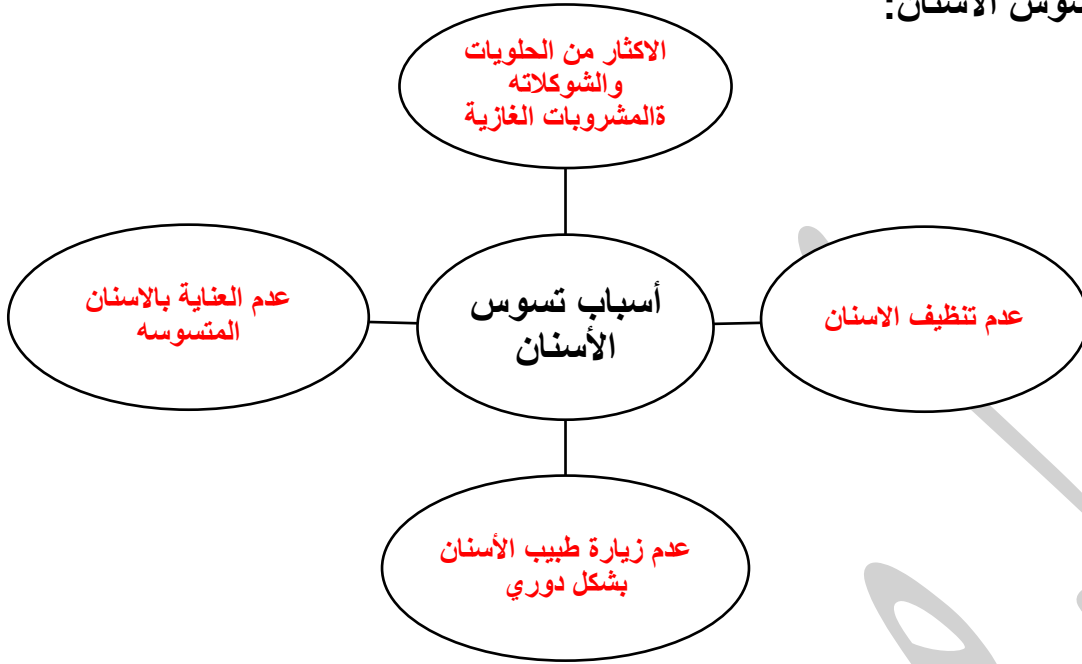 الأسنان:
الاكثار من الحلويات
والشوكلاته
ةالمشروبات الغازية
أسباب تسوس
الأسنان
عدم تنظيف الاسنان
عدم العناية بالاسنان
المتسوسه
عدم زيارة طبيب الأسنان
بشكل دوري